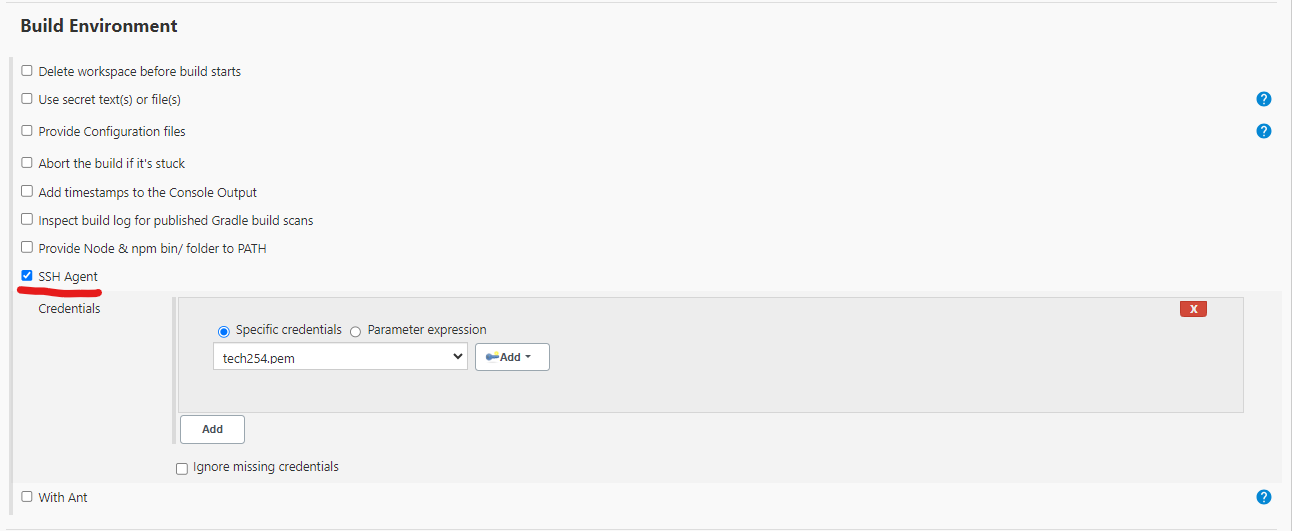 Build Environment
Delete workspace before build starts
Use secret text(s) or file(s) ?
Provide Configuration files ?
Abort the build if it's stuck
Add timestamps to the Console Output
Inspect build log for published Gradle build scans
Provide Node & npm bin/ folder to PATH
SSH Agent
Credentials
X
Specific credentials Parameter expression
tech254.pem Add
Add
Ignore missing credentials
With Ant ?